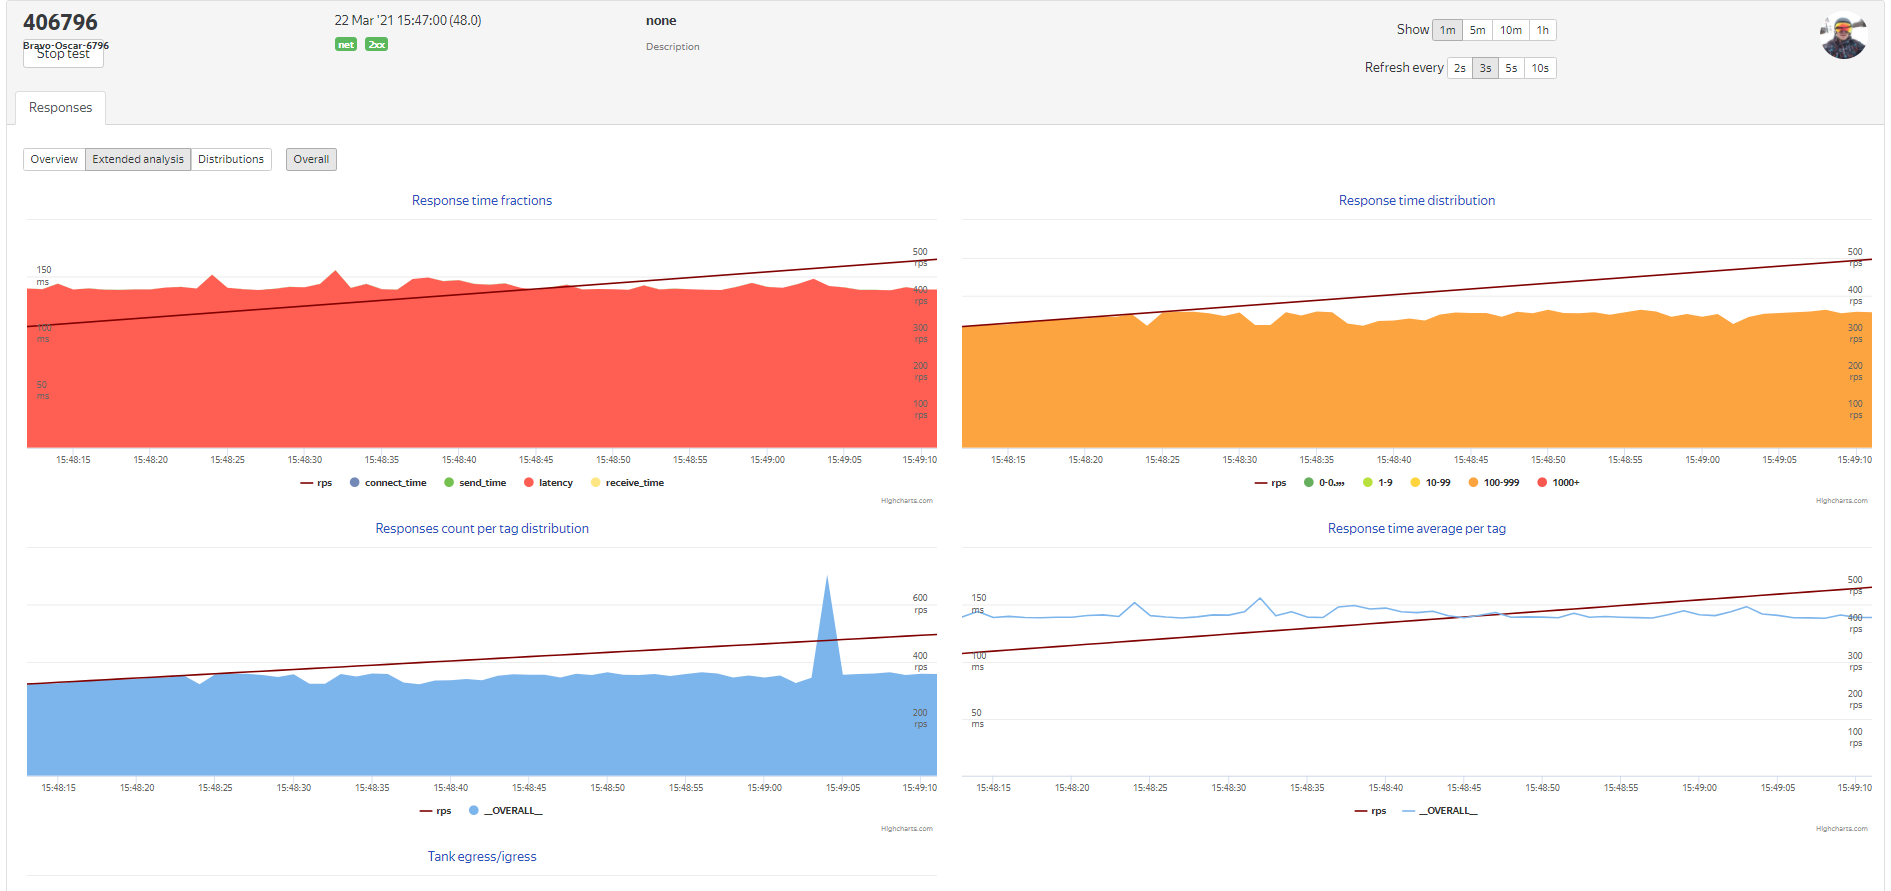 406796
Bravo-Oscar-6796
Stop test
22 Mar '21 15:47:00 (48.0)
net 2xx
none
Description
Show 1m 5m 10m 1h
Refresh every 2s 3s 5s 10s
Responses
Overview Extended analysis Distributions Overall
Response time fractions
150 ms
100 ms
50 ms
500 rps
400 rps
300 rps
200 rps
100 rps
15:48:15 15:48:20 15:48:25 15:48:30 15:48:35 15:48:40 15:48:45 15:48:50 15:48:55 15:49:00 15:49:05 15:49:10
rps connect_time send_time latency receive_time
Highcharts.com
Response time distribution
500 rps
400 rps
300 rps
200 rps
100 rps
15:48:15 15:48:20 15:48:25 15:48:30 15:48:35 15:48:40 15:48:45 15:48:50 15:48:55 15:49:00 15:49:05 15:49:10
rps 1-9 10-99 100-999 1000+
Highcharts.com
Responses count per tag distribution
600 rps
400 rps
200 rps
15:48:15 15:48:20 15:48:25 15:48:30 15:48:35 15:48:40 15:48:45 15:48:50 15:48:55 15:49:00 15:49:05 15:49:10
rps __OVERALL__
Highcharts.com
Response time average per tag
150 ms
100 ms
50 ms
500 rps
400 rps
300 rps
200 rps
100 rps
15:48:15 15:48:20 15:48:25 15:48:30 15:48:35 15:48:40 15:48:45 15:48:50 15:48:55 15:49:00 15:49:05 15:49:10
rps __OVERALL__
Highcharts.com
Tank egress/igress